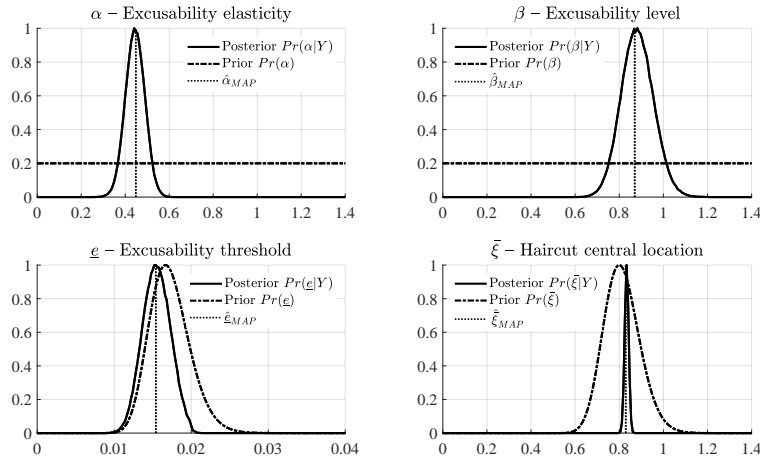 α – Excusability elasticity
1
0.8
0.6
0.4
0.2
0
0 0.2 0.4 0.6 0.8 1 1.2 1.4
Posterior Pr(α|Y)
Prior Pr(α)
α̂_MAP
β – Excusability level
1
0.8
0.6
0.4
0.2
0
0 0.2 0.4 0.6 0.8 1 1.2 1.4
Posterior Pr(β|Y)
Prior Pr(β)
β̂_MAP
e̲ – Excusability threshold
1
0.8
0.6
0.4
0.2
0
0 0.01 0.02 0.03 0.04
Posterior Pr(e̲|Y)
Prior Pr(e̲)
ê̲_MAP
ξ̄ – Haircut central location
1
0.8
0.6
0.4
0.2
0
0 0.2 0.4 0.6 0.8 1 1.2 1.4
Posterior Pr(ξ̄|Y)
Prior Pr(ξ̄)
ξ̄̂_MAP